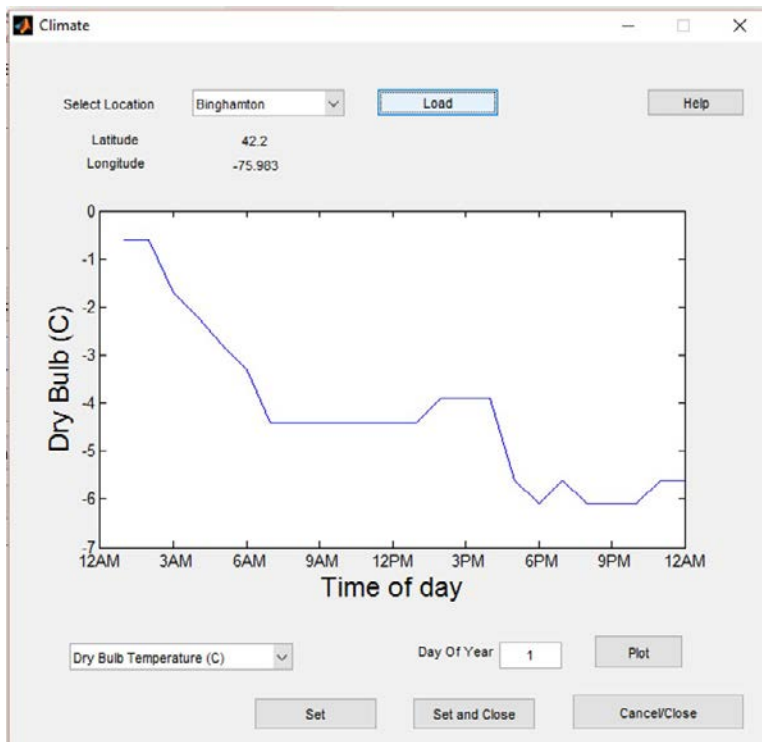 Climate
Select Location Binghamton Load Help
Latitude 42.2
Longitude -75.983
0
-1
-2
-3
-4
-5
-6
-7
Dry Bulb (C)
12AM 3AM 6AM 9AM 12PM 3PM 6PM 9PM 12AM
Time of day
Dry Bulb Temperature (C) Day Of Year 1 Plot
Set Set and Close Cancel/Close